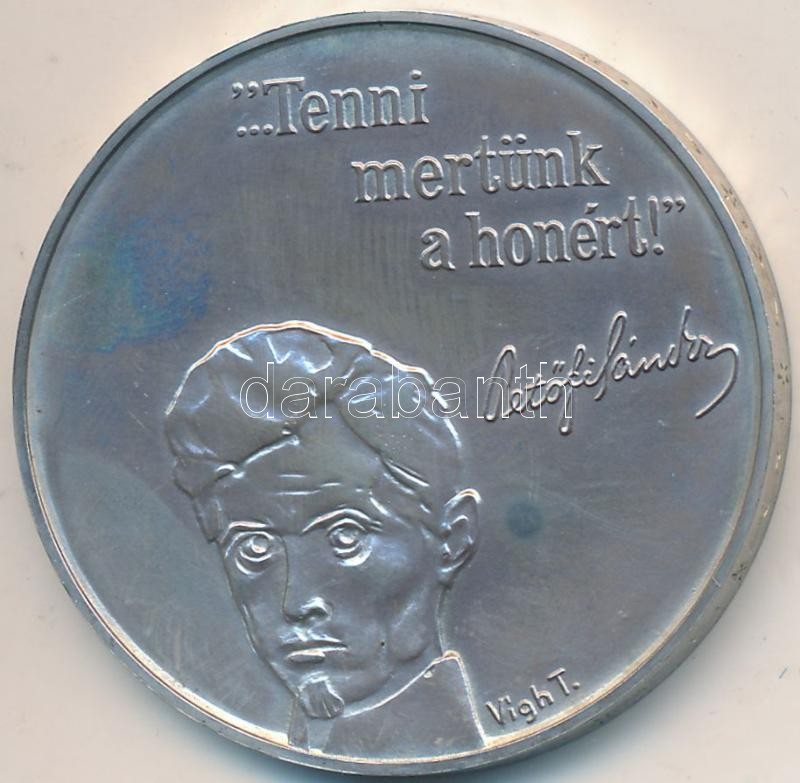 "...Tenni
mertünk
a honért!"
Petőfi Sándor
darabanth
Vigh T.